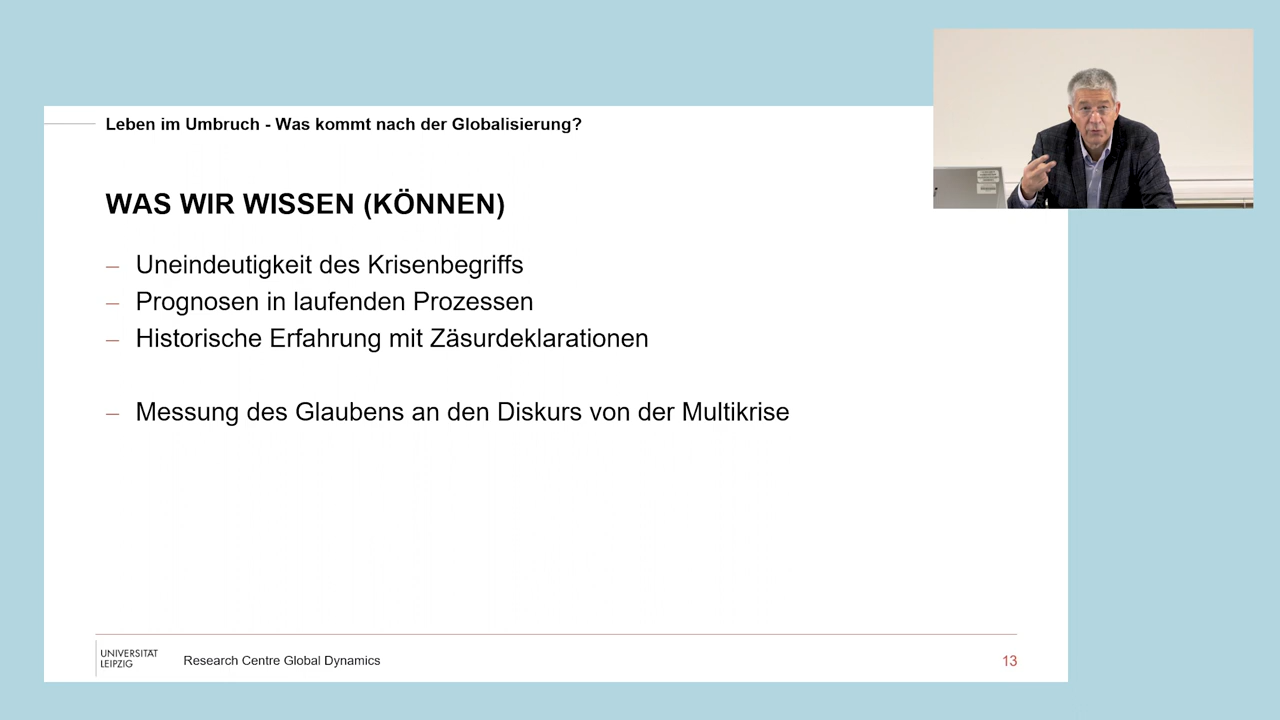 Leben im Umbruch - Was kommt nach der Globalisierung?
WAS WIR WISSEN (KÖNNEN)
– Uneindeutigkeit des Krisenbegriffs
– Prognosen in laufenden Prozessen
– Historische Erfahrung mit Zäsurdeklarationen
– Messung des Glaubens an den Diskurs von der Multikrise
UNIVERSITÄT
LEIPZIG
Research Centre Global Dynamics
13